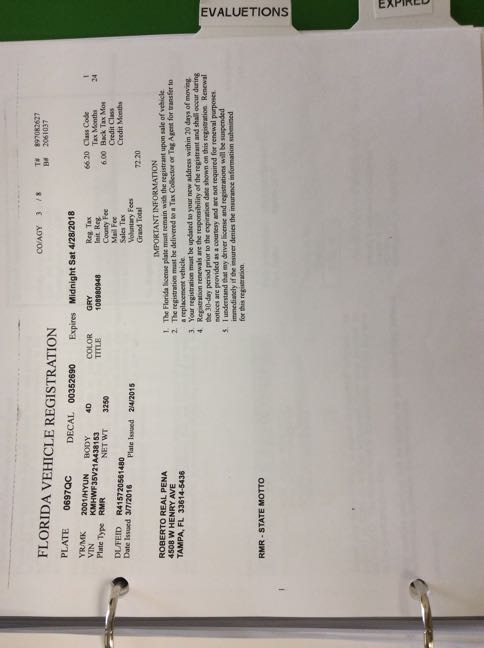 EVALUETIONS
EXPIRED
FLORIDA VEHICLE REGISTRATION
CO/AGY 3 / 8 T# 897082627
B# 2061037
PLATE 0697QC DECAL 00352690 Expires Midnight Sat 4/28/2018
YR/MK 2001/HYUN BODY 4D COLOR GRY Reg. Tax 66.20 Class Code 1
VIN KMHWF35V21A438153 TITLE 108980948 Init. Reg. Tax Months 24
Plate Type RMR NET WT 3250 County Fee 6.00 Back Tax Mos
Mail Fee Credit Class
DL/FEID R415720561480 Sales Tax Credit Months
Date Issued 3/7/2016 Plate Issued 2/4/2015 Voluntary Fees
Grand Total 72.20
IMPORTANT INFORMATION
ROBERTO REAL PENA
4508 W HENRY AVE
TAMPA, FL 33614-5436
1. The Florida license plate must remain with the registrant upon sale of vehicle.
2. The registration must be delivered to a Tax Collector or Tag Agent for transfer to
a replacement vehicle.
3. Your registration must be updated to your new address within 20 days of moving.
4. Registration renewals are the responsibility of the registrant and shall occur during
the 30-day period prior to the expiration date shown on this registration. Renewal
notices are provided as a courtesy and are not required for renewal purposes.
5. I understand that my driver license and registrations will be suspended
immediately if the insurer denies the insurance information submitted
for this registration.
RMR - STATE MOTTO